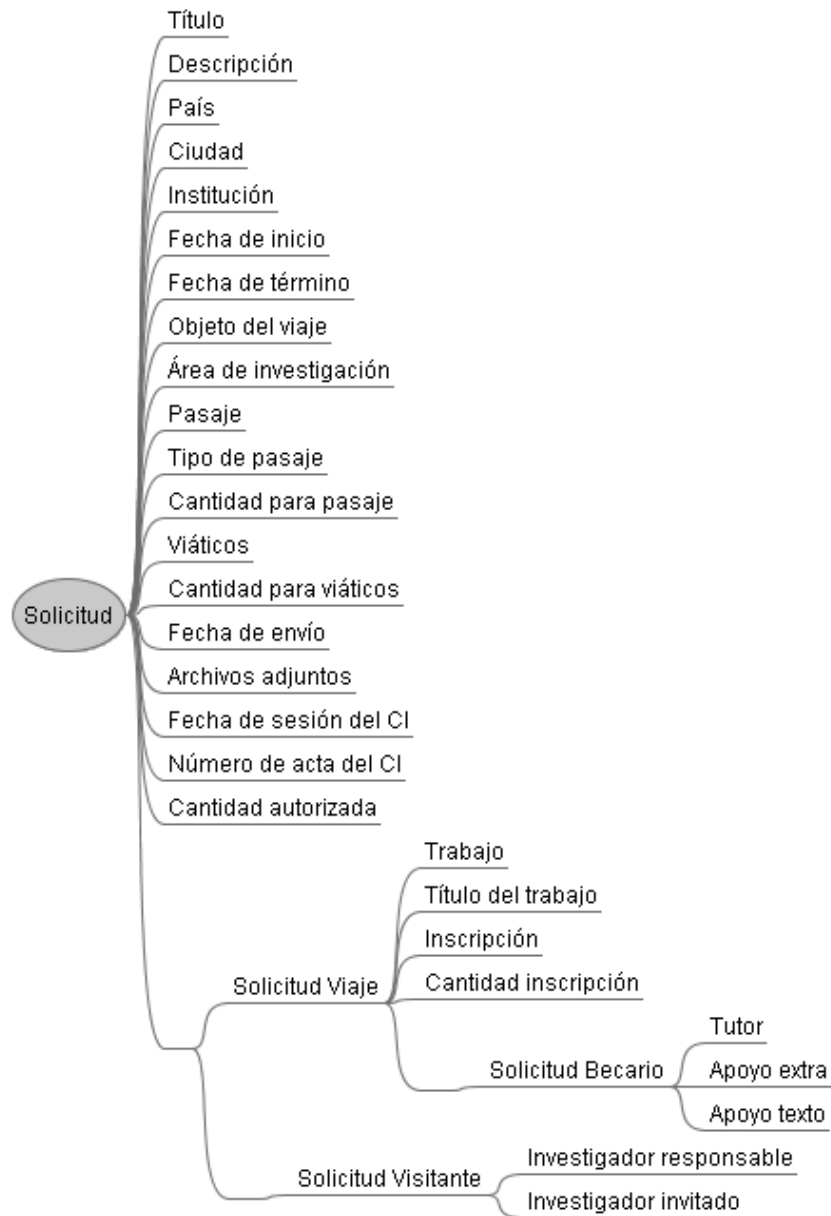 Título
Descripción
País
Ciudad
Institución
Fecha de inicio
Fecha de término
Objeto del viaje
Área de investigación
Pasaje
Tipo de pasaje
Cantidad para pasaje
Viáticos
Cantidad para viáticos
Solicitud
Fecha de envío
Archivos adjuntos
Fecha de sesión del CI
Número de acta del CI
Cantidad autorizada
Trabajo
Título del trabajo
Inscripción
Solicitud Viaje
Cantidad inscripción
Tutor
Solicitud Becario
Apoyo extra
Apoyo texto
Solicitud Visitante
Investigador responsable
Investigador invitado